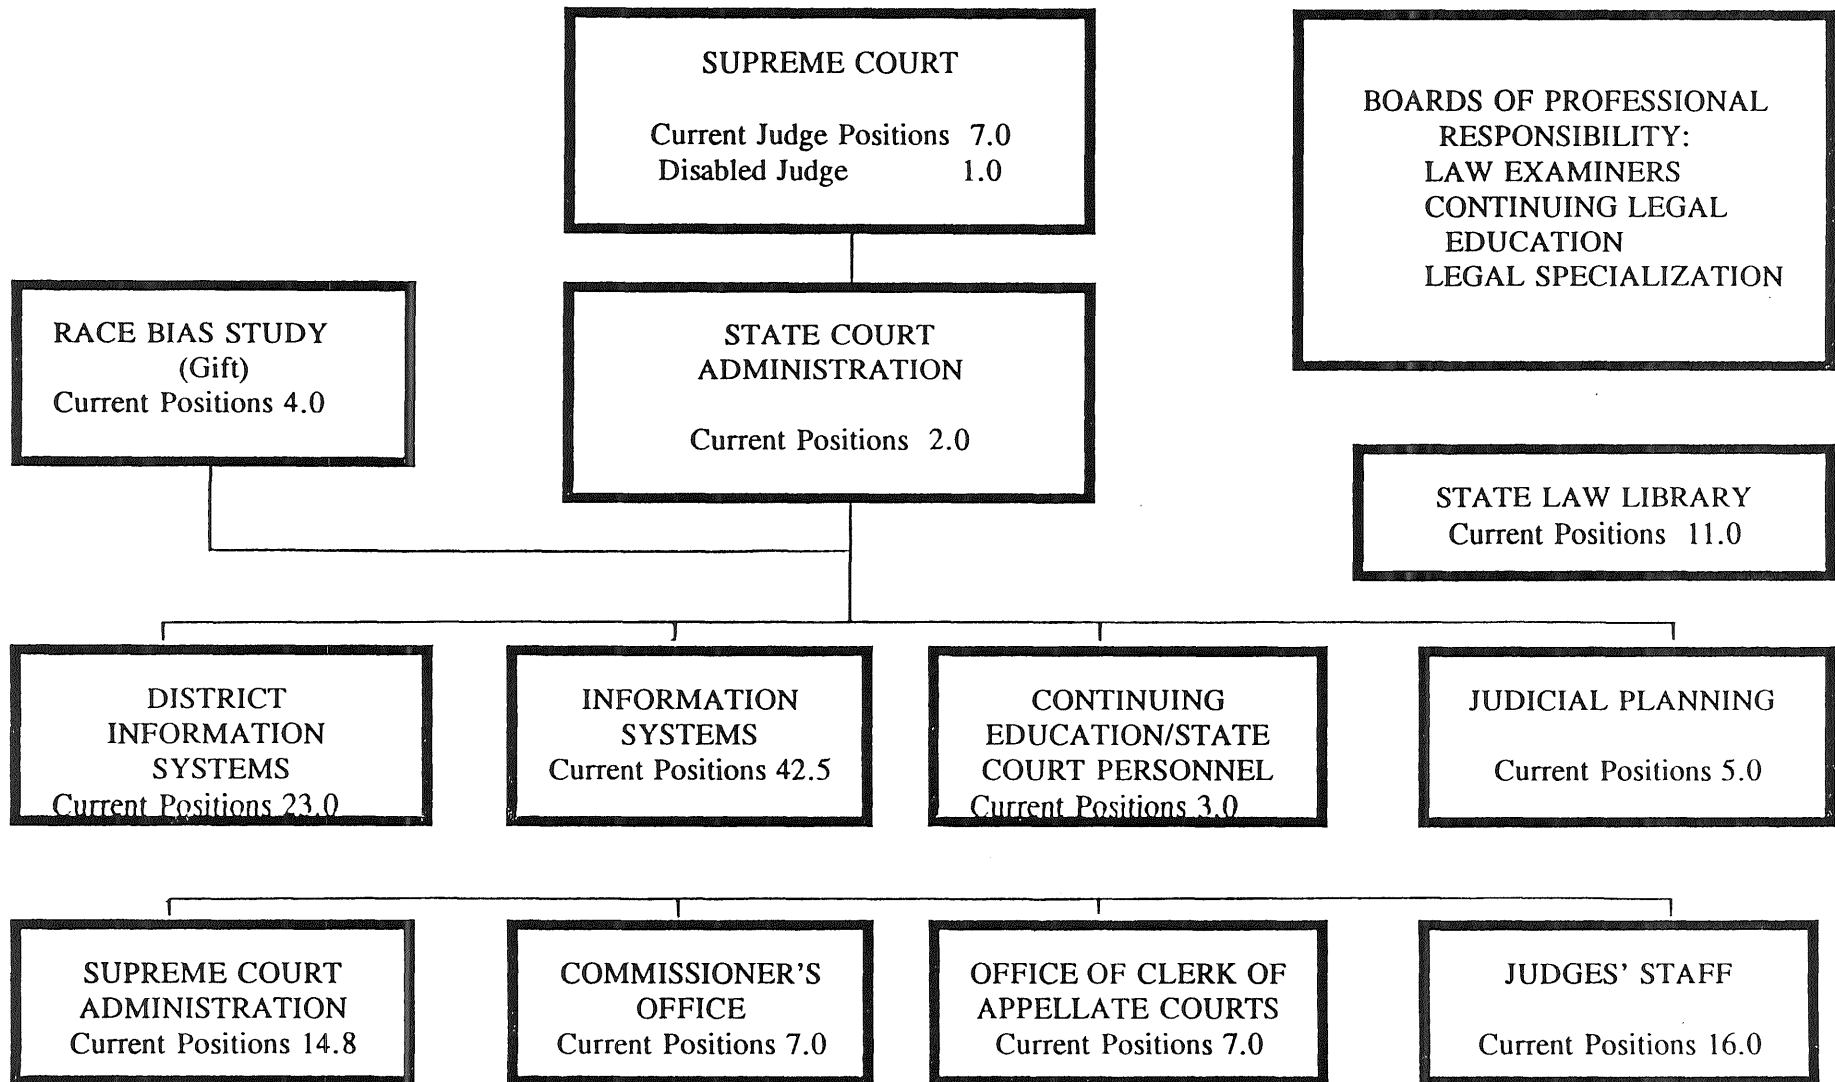 SUPREME COURT
Current Judge Positions 7.0
Disabled Judge 1.0
BOARDS OF PROFESSIONAL
RESPONSIBILITY:
LAW EXAMINERS
CONTINUING LEGAL
EDUCATION
LEGAL SPECIALIZATION
RACE BIAS STUDY
(Gift)
Current Positions 4.0
STATE COURT
ADMINISTRATION
Current Positions 2.0
STATE LAW LIBRARY
Current Positions 11.0
DISTRICT
INFORMATION
SYSTEMS
Current Positions 23.0
INFORMATION
SYSTEMS
Current Positions 42.5
CONTINUING
EDUCATION/STATE
COURT PERSONNEL
Current Positions 3.0
JUDICIAL PLANNING
Current Positions 5.0
SUPREME COURT
ADMINISTRATION
Current Positions 14.8
COMMISSIONER'S
OFFICE
Current Positions 7.0
OFFICE OF CLERK OF
APPELLATE COURTS
Current Positions 7.0
JUDGES' STAFF
Current Positions 16.0